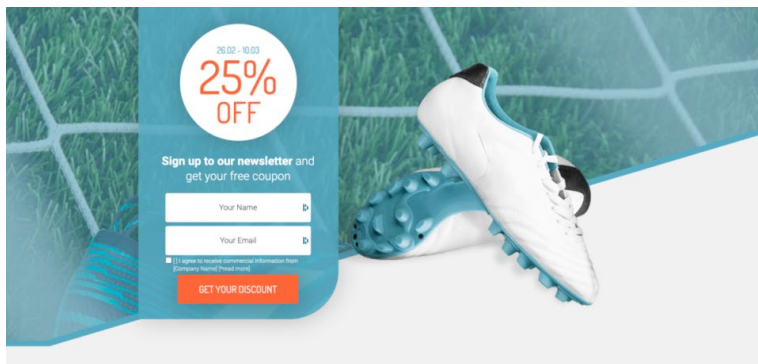 26.02 - 10.03
25%
OFF
Sign up to our newsletter and
get your free coupon
Your Name
Your Email
[ ] I agree to receive commercial information from
[Company Name] [*read more]
GET YOUR DISCOUNT